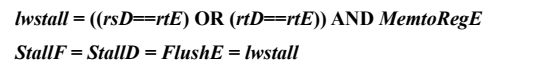 lwstall = ((rsD==rtE) OR (rtD==rtE)) AND MemtoRegE
StallF = StallD = FlushE = lwstall